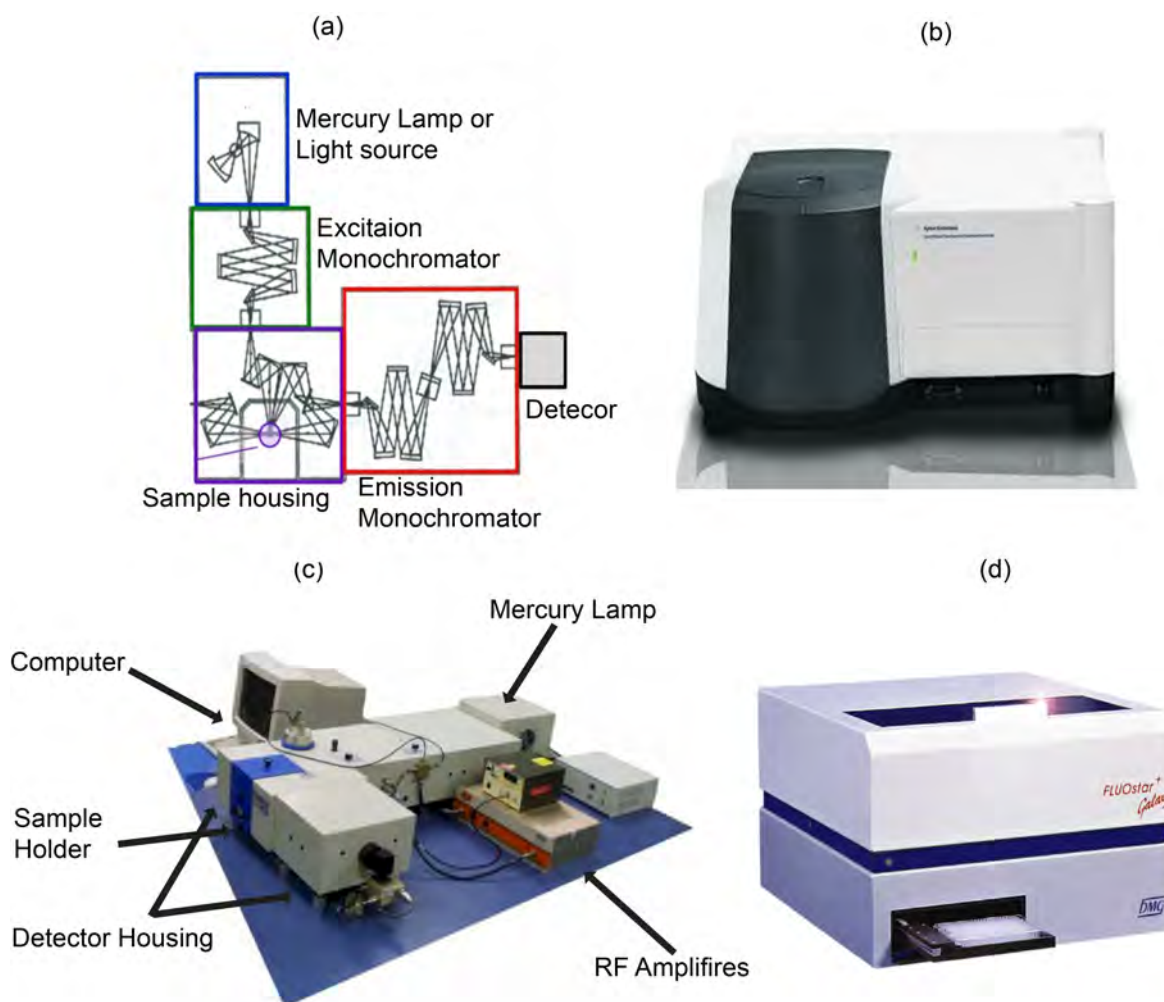 (a)
(b)
Mercury Lamp or
Light source
Excitaion
Monochromator
Detecor
Sample housing
Emission
Monochromator
(c)
(d)
Mercury Lamp
Computer
Sample
Holder
Detector Housing
RF Amplifires
FLUOstar+
Galaxy